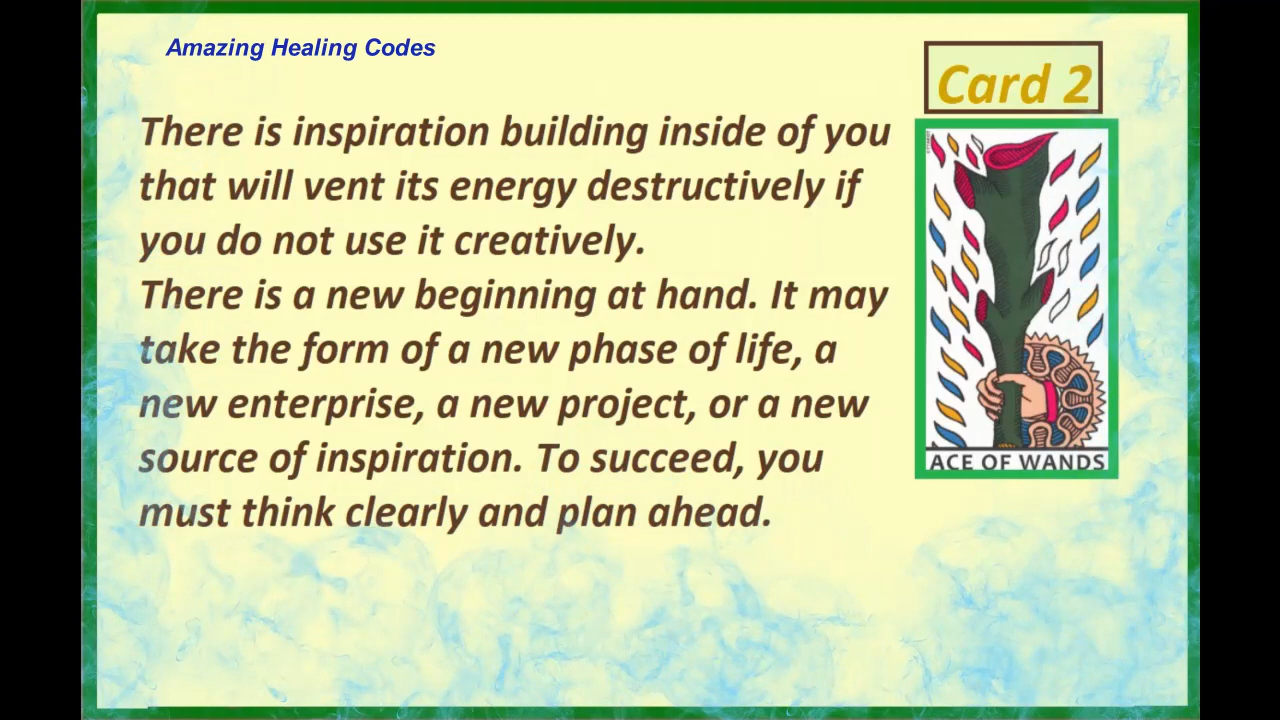 Amazing Healing Codes
Card 2
There is inspiration building inside of you
that will vent its energy destructively if
you do not use it creatively.
There is a new beginning at hand. It may
take the form of a new phase of life, a
new enterprise, a new project, or a new
source of inspiration. To succeed, you
must think clearly and plan ahead.
ACE OF WANDS